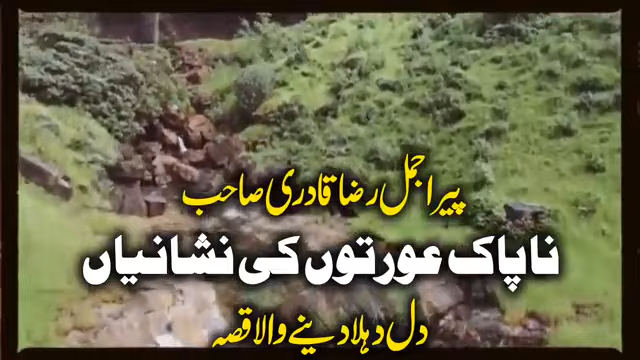 پیر اجمل رضا قادری صاحب
ناپاک عورتوں کی نشانیاں
دل دہلا دینے والا قصہ